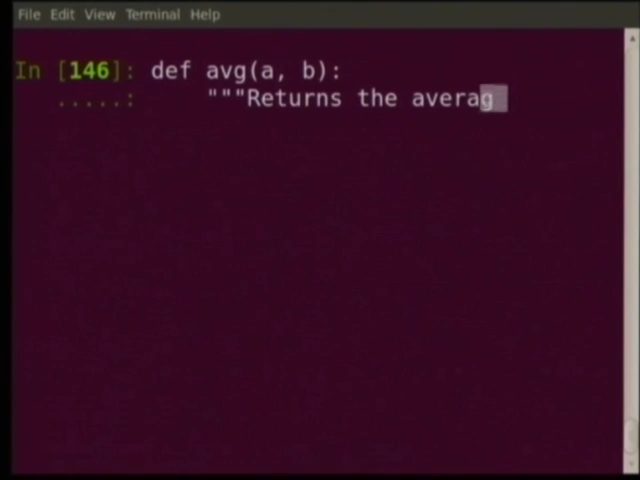 File Edit View Terminal Help
In [146]: def avg(a, b):
.....: """Returns the averag